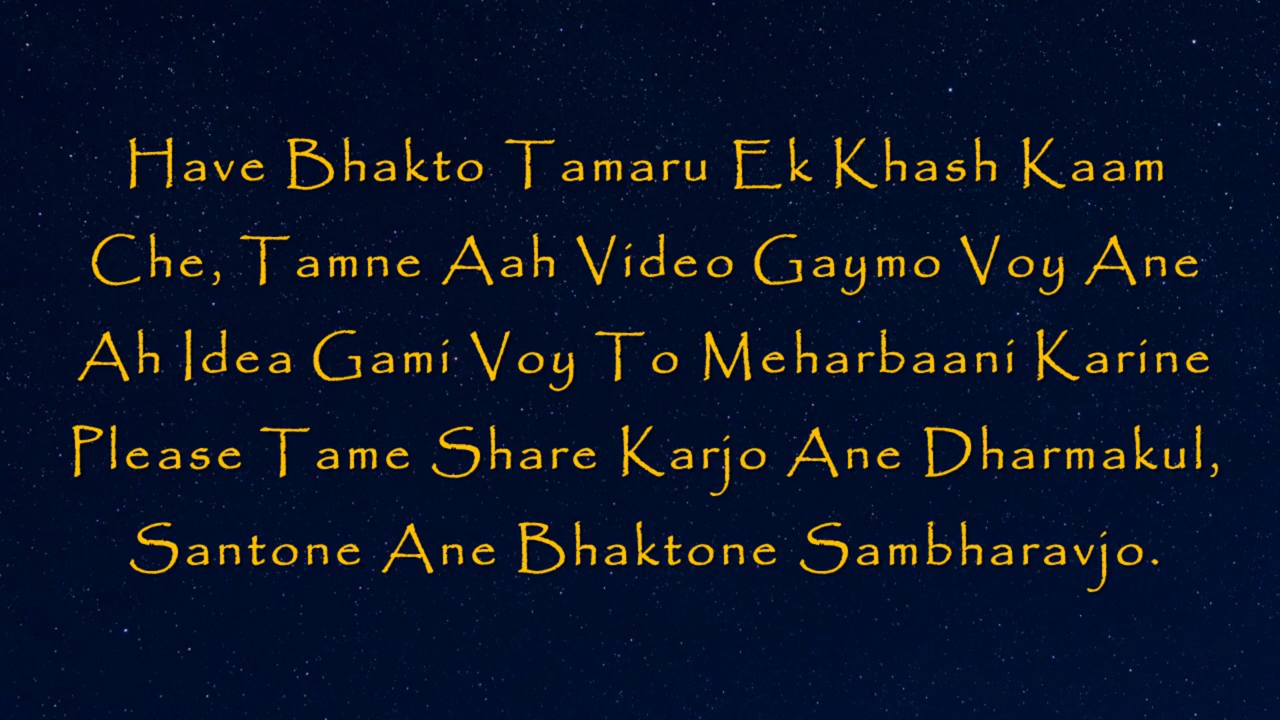 Have Bhakto Tamaru Ek Khash Kaam
Che, Tamne Aah Video Gaymo Voy Ane
Ah Idea Gami Voy To Meharbaani Karine
Please Tame Share Karjo Ane Dharmakul,
Santone Ane Bhaktone Sambharavjo.